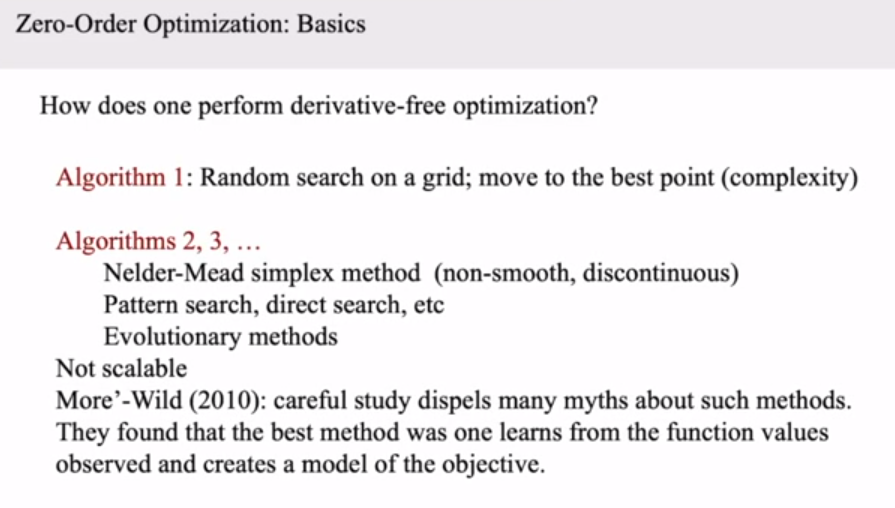 Zero-Order Optimization: Basics
How does one perform derivative-free optimization?
Algorithm 1: Random search on a grid; move to the best point (complexity)
Algorithms 2, 3, …
Nelder-Mead simplex method (non-smooth, discontinuous)
Pattern search, direct search, etc
Evolutionary methods
Not scalable
More’-Wild (2010): careful study dispels many myths about such methods.
They found that the best method was one learns from the function values
observed and creates a model of the objective.